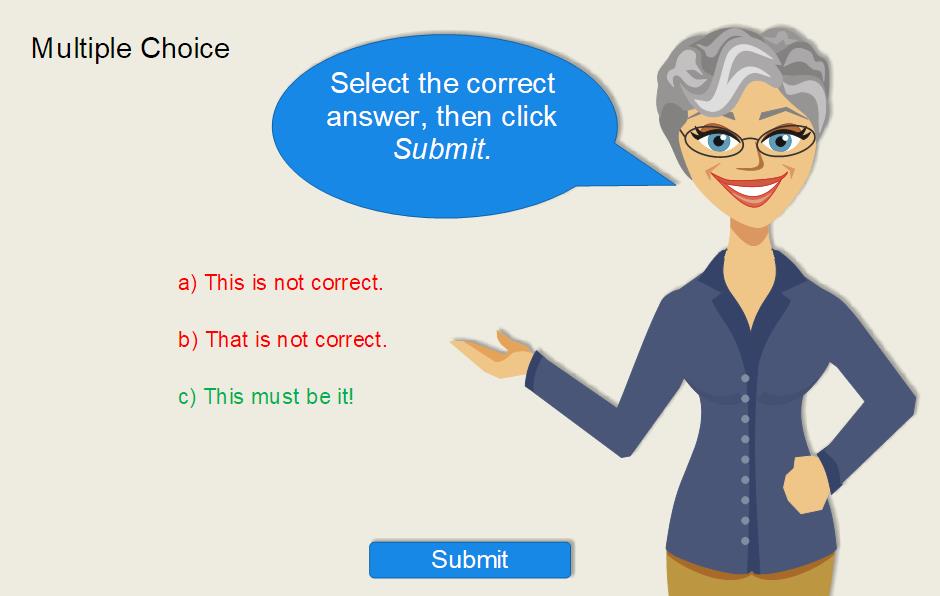 Multiple Choice
Select the correct
answer, then click
Submit.
a) This is not correct.
b) That is not correct.
c) This must be it!
Submit